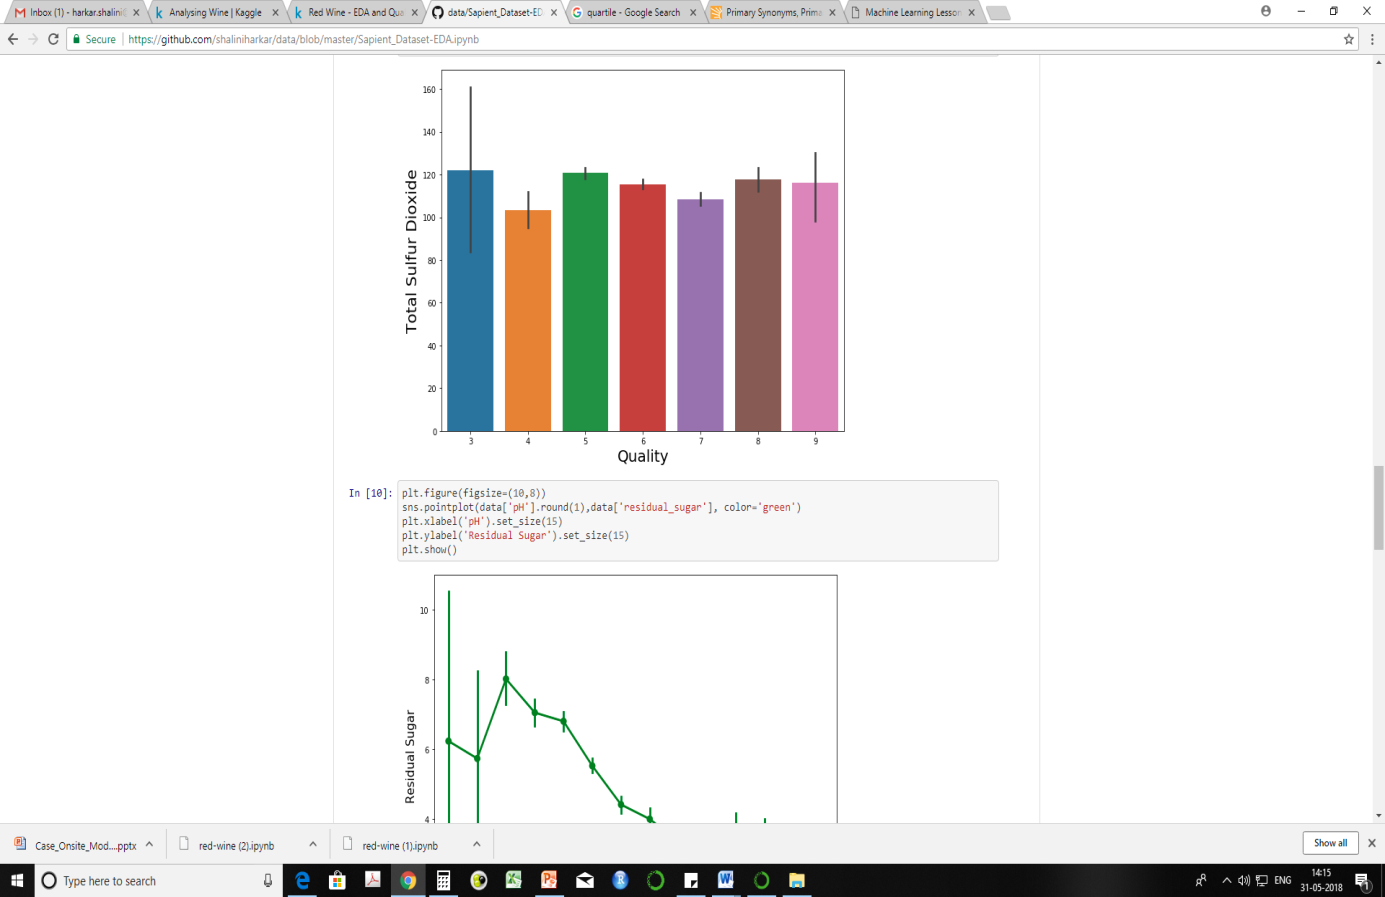 Inbox (1) - harkar.shalini@
Analysing Wine | Kaggle
Red Wine - EDA and Qua
data/Sapient_Dataset-ED
quartile - Google Search
Primary Synonyms, Prima
Machine Learning Lesson
Secure | https://github.com/shaliniharkar/data/blob/master/Sapient_Dataset-EDA.ipynb
160
140
120
100
80
60
40
20
0
Total Sulfur Dioxide
3 4 5 6 7 8 9
Quality
In [10]: plt.figure(figsize=(10,8))
sns.pointplot(data['pH'].round(1),data['residual_sugar'], color='green')
plt.xlabel('pH').set_size(15)
plt.ylabel('Residual Sugar').set_size(15)
plt.show()
10
8
6
4
Residual Sugar
Case_Onsite_Mod....pptx
red-wine (2).ipynb
red-wine (1).ipynb
Show all
Type here to search
ENG
14:15
31-05-2018
1